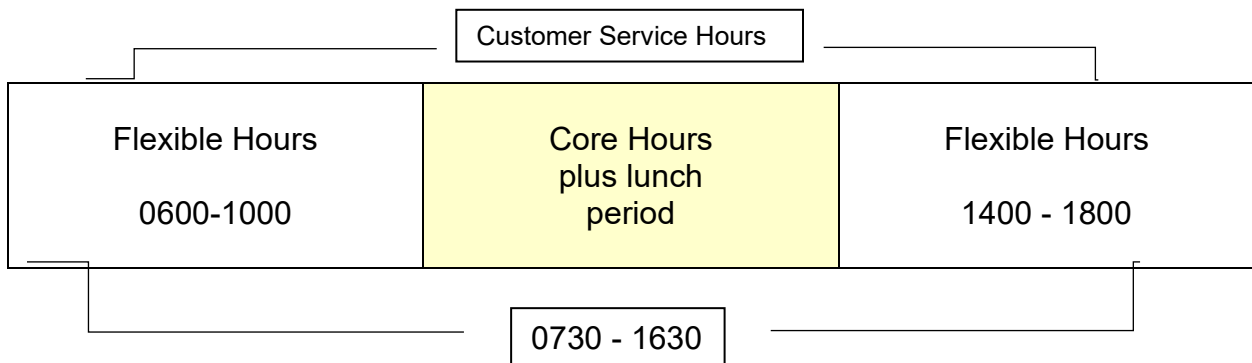 Customer Service Hours
Flexible Hours
0600-1000
Core Hours
plus lunch
period
Flexible Hours
1400 - 1800
0730 - 1630